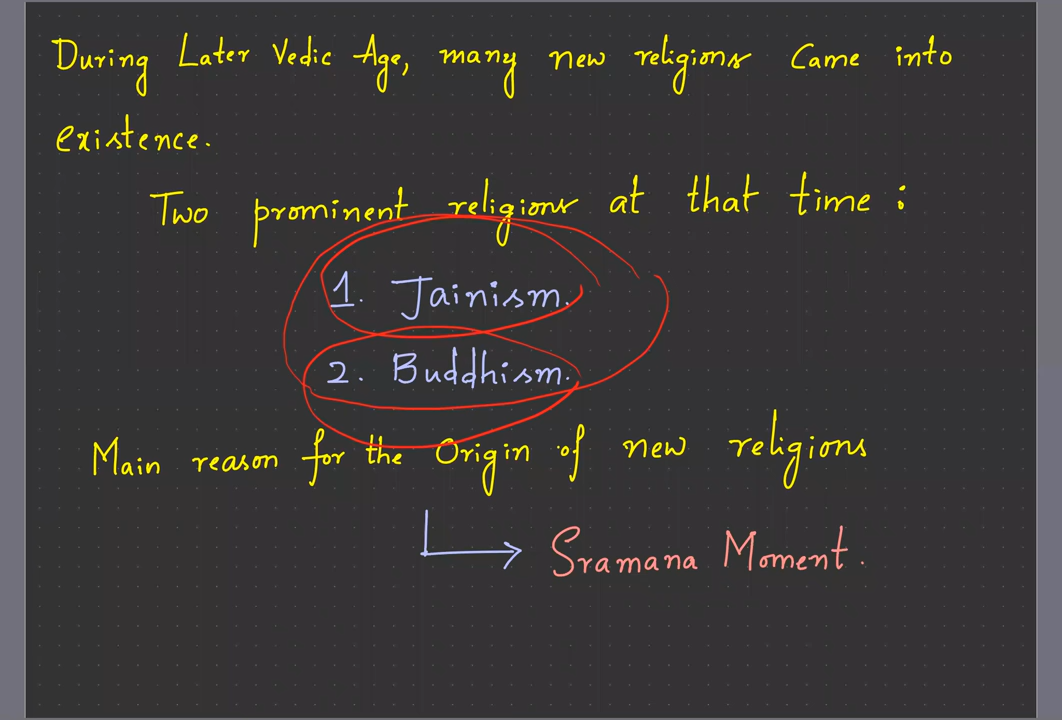 During Later Vedic Age, many new religions Came into
existence.
Two prominent religions at that time :
1. Jainism.
2. Buddhism.
Main reason for the Origin of new religions
Sramana Moment.